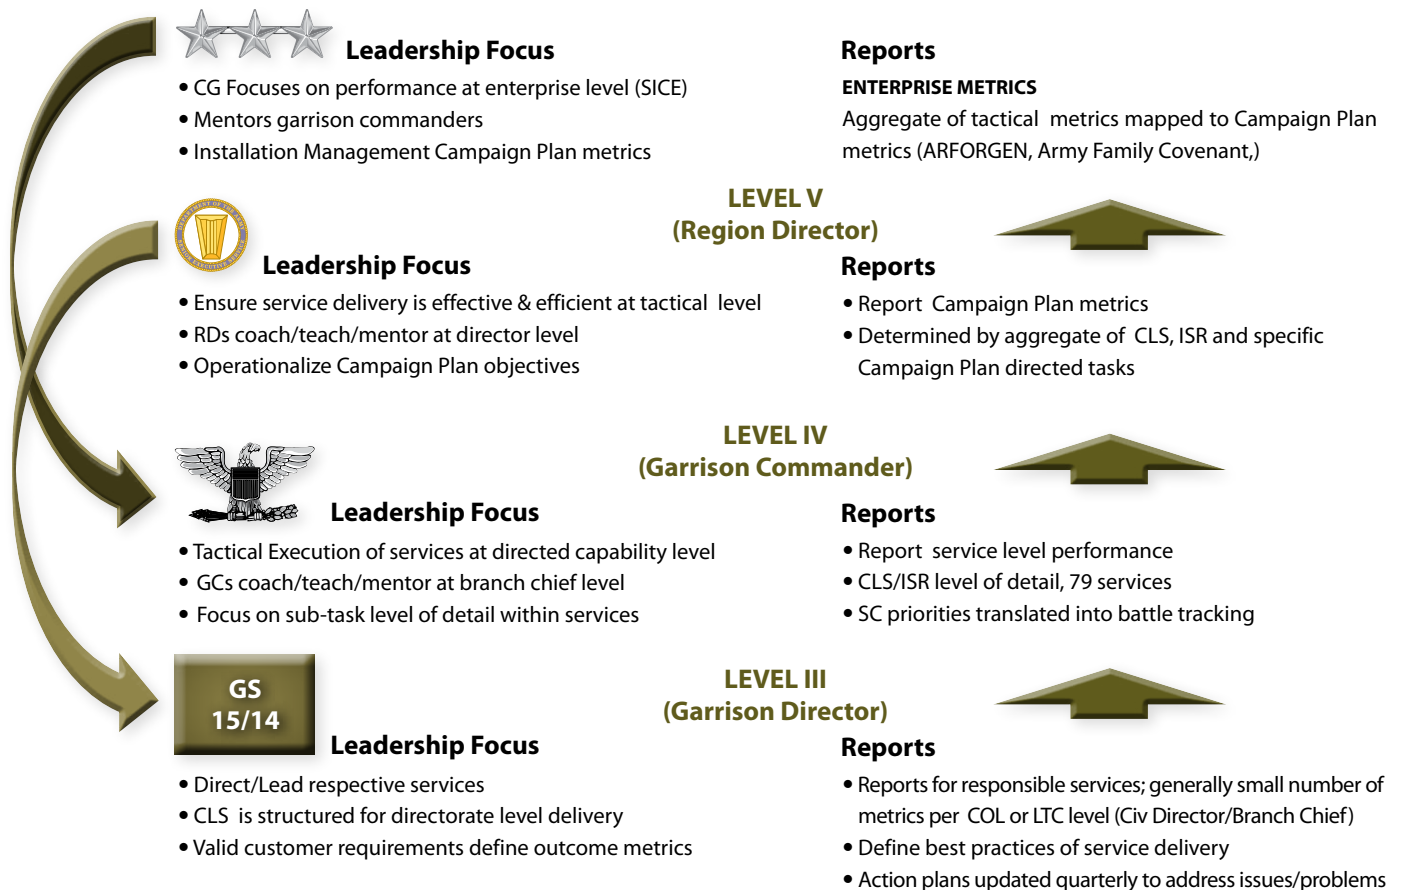 Leadership Focus
• CG Focuses on performance at enterprise level (SICE)
• Mentors garrison commanders
• Installation Management Campaign Plan metrics
Reports
ENTERPRISE METRICS
Aggregate of tactical metrics mapped to Campaign Plan
metrics (ARFORGEN, Army Family Covenant,)
LEVEL V
(Region Director)
Leadership Focus
• Ensure service delivery is effective & efficient at tactical level
• RDs coach/teach/mentor at director level
• Operationalize Campaign Plan objectives
Reports
• Report Campaign Plan metrics
• Determined by aggregate of CLS, ISR and specific
Campaign Plan directed tasks
LEVEL IV
(Garrison Commander)
Leadership Focus
• Tactical Execution of services at directed capability level
• GCs coach/teach/mentor at branch chief level
• Focus on sub-task level of detail within services
Reports
• Report service level performance
• CLS/ISR level of detail, 79 services
• SC priorities translated into battle tracking
LEVEL III
(Garrison Director)
GS
15/14
Leadership Focus
• Direct/Lead respective services
• CLS is structured for directorate level delivery
• Valid customer requirements define outcome metrics
Reports
• Reports for responsible services; generally small number of
metrics per COL or LTC level (Civ Director/Branch Chief)
• Define best practices of service delivery
• Action plans updated quarterly to address issues/problems